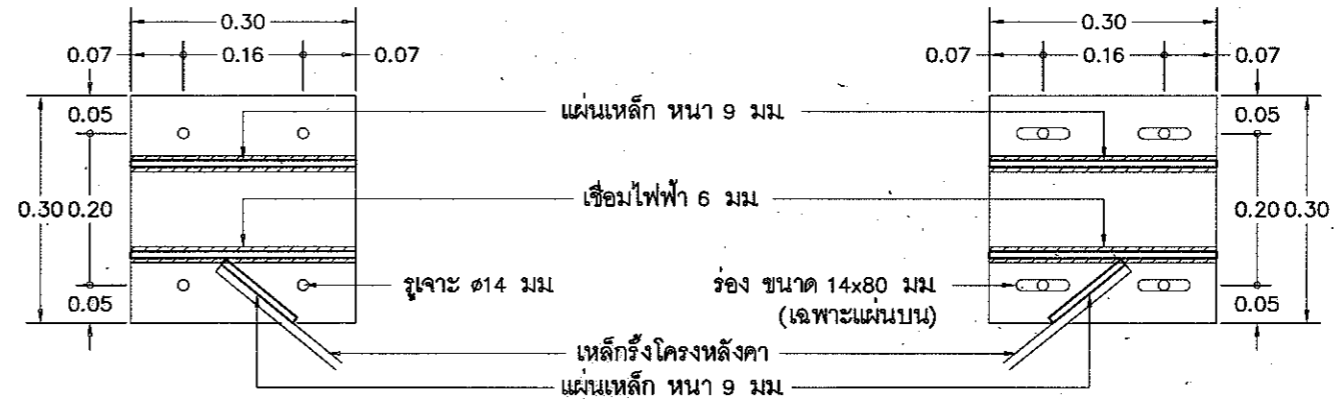 0.30 0.30
0.07 0.16 0.07 0.07 0.16 0.07
0.05 แผ่นเหล็ก หนา 9 มม. 0.05
0.30 0.20 เชื่อมไฟฟ้า 6 มม. 0.20 0.30
รูเจาะ ø14 มม ร่อง ขนาด 14x80 มม
0.05 (เฉพาะแผ่นบน) 0.05
เหล็กรั้งโครงหลังคา
แผ่นเหล็ก หนา 9 มม.